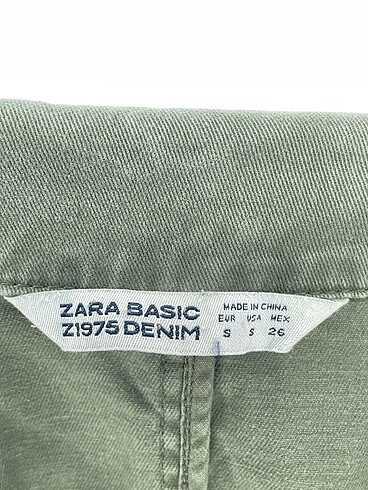 ZARA BASIC
Z1975 DENIM
MADE IN CHINA
EUR USA MEX
S S 26